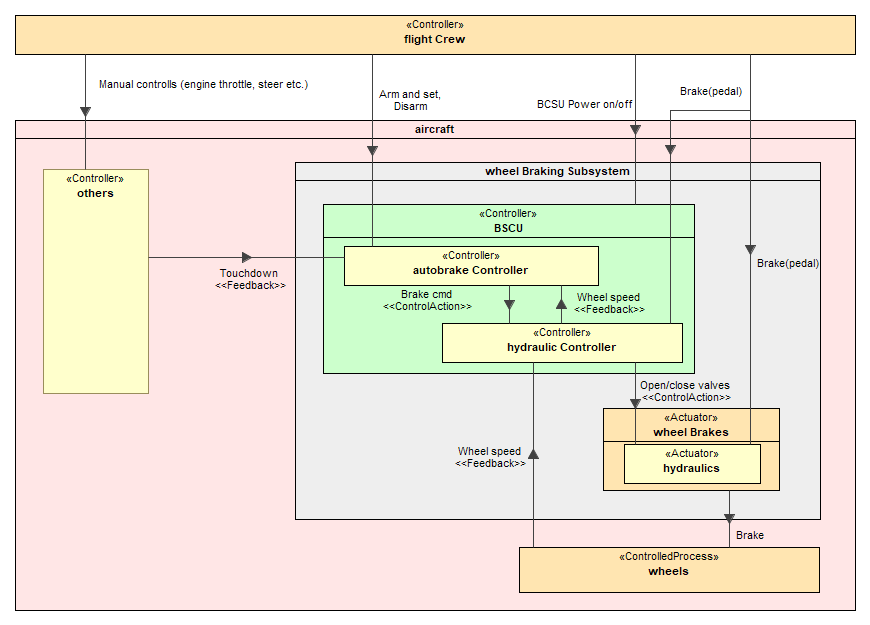 «Controller»
flight Crew
Manual controlls (engine throttle, steer etc.)
Arm and set,
Disarm
BCSU Power on/off
Brake(pedal)
aircraft
wheel Braking Subsystem
«Controller»
others
«Controller»
BSCU
«Controller»
autobrake Controller
Touchdown
<<Feedback>>
Brake(pedal)
Brake cmd
<<ControlAction>>
Wheel speed
<<Feedback>>
«Controller»
hydraulic Controller
Open/close valves
<<ControlAction>>
«Actuator»
wheel Brakes
«Actuator»
hydraulics
Wheel speed
<<Feedback>>
Brake
«ControlledProcess»
wheels